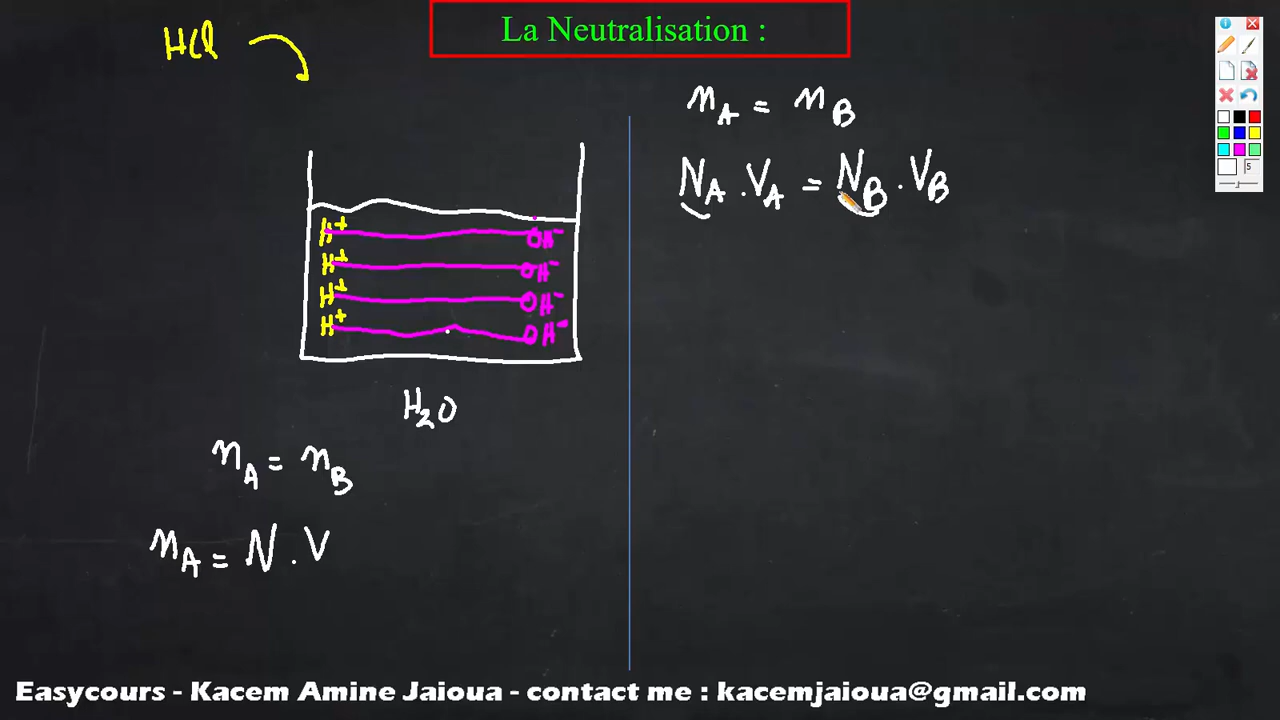 La Neutralisation :
HCl
H+ OH-
H+ OH-
H+ OH-
H+ OH-
H2O
nA = nB
nA = N . V
nA = nB
NA . VA = NB . VB
5
Easycours - Kacem Amine Jaioua - contact me : kacemjaioua@gmail.com